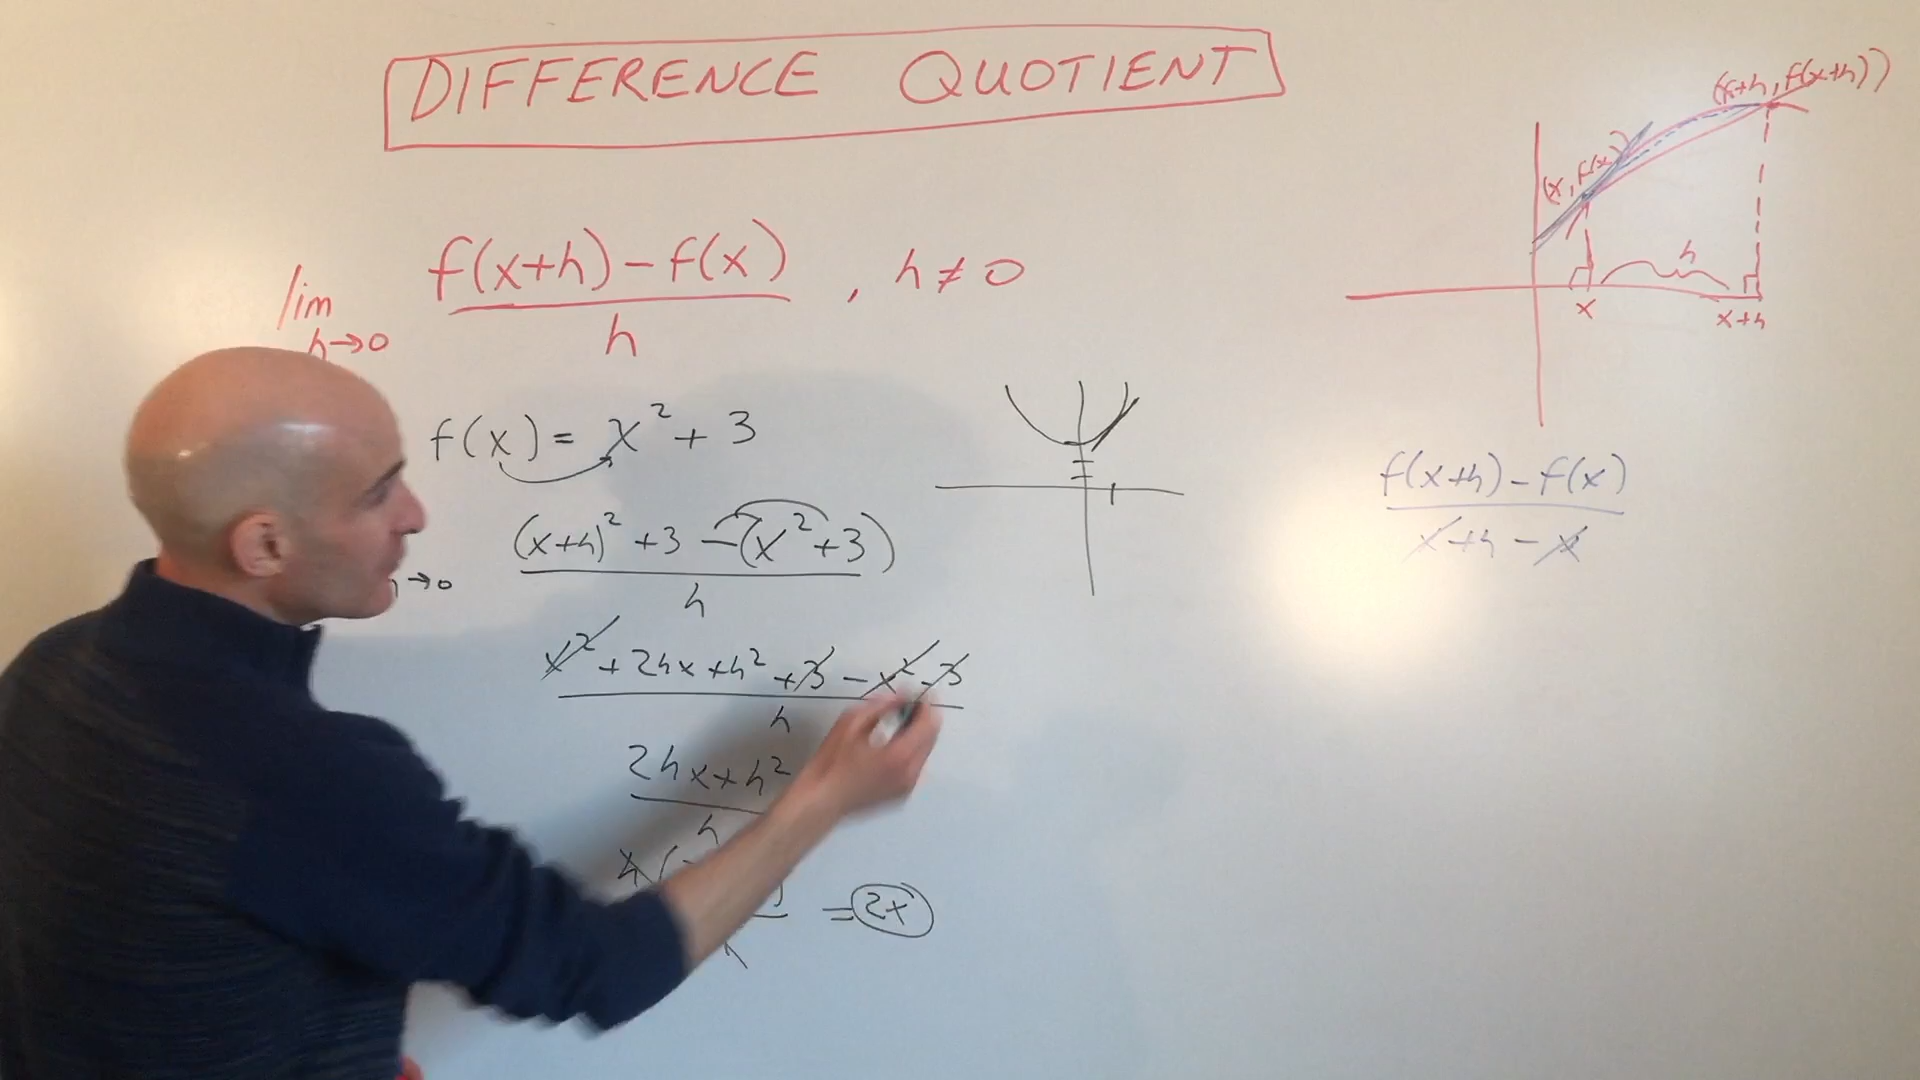 DIFFERENCE QUOTIENT
lim
h→0
f(x+h)-f(x)
h
, h≠0
f(x) = x² + 3
(x+h)² +3 -(x²+3)
h
→0
x² + 2hx + h² + 3 - x² - 3
h
2hx + h²
h
h(
= 2x
(x+h, f(x+h))
(x, f(x))
h
x
x+h
f(x+h) - f(x)
x+h - x